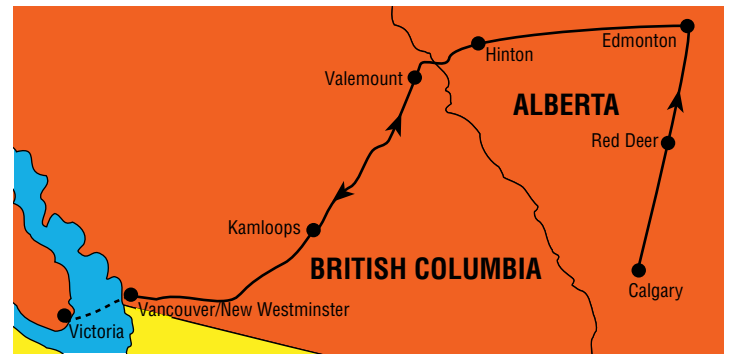 Edmonton
Hinton
Valemount
ALBERTA
Red Deer
Kamloops
BRITISH COLUMBIA
Calgary
Vancouver/New Westminster
Victoria